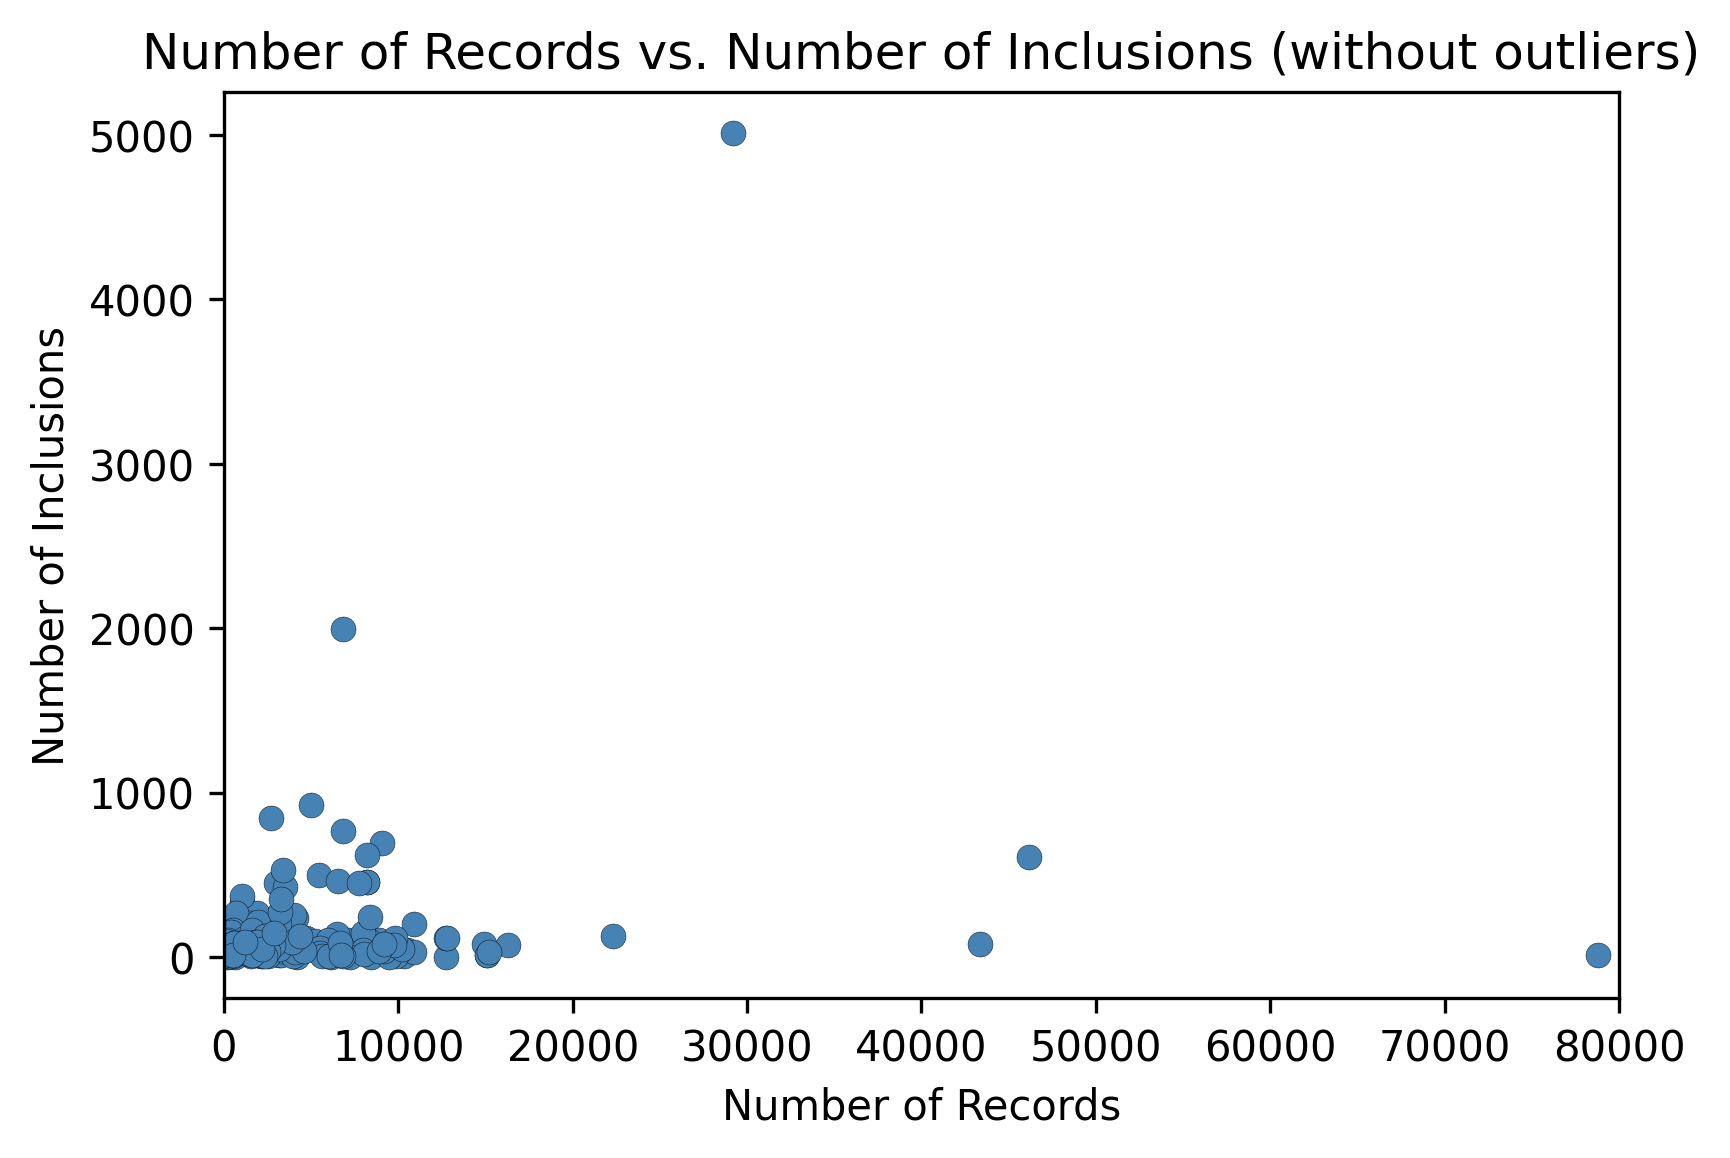 Number of Records vs. Number of Inclusions (without outliers)
5000
4000
3000
2000
1000
0
Number of Inclusions
0 10000 20000 30000 40000 50000 60000 70000 80000
Number of Records